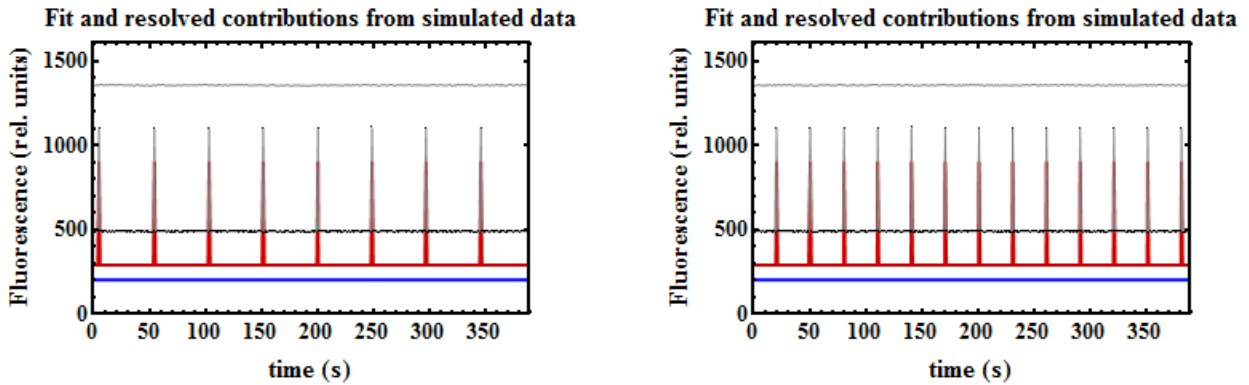 Fit and resolved contributions from simulated data
Fluorescence (rel. units)
1500
1000
500
0
0 50 100 150 200 250 300 350
time (s)
Fit and resolved contributions from simulated data
Fluorescence (rel. units)
1500
1000
500
0
0 50 100 150 200 250 300 350
time (s)